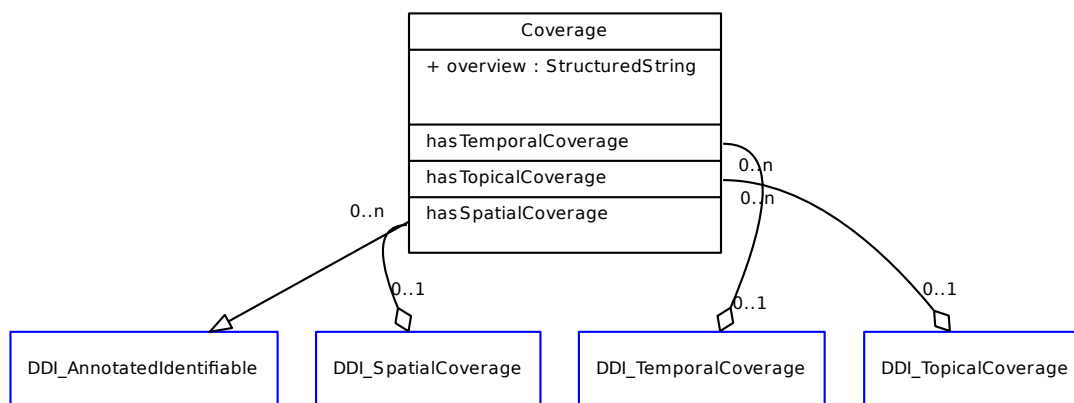 Coverage
+ overview : StructuredString
hasTemporalCoverage
0..n
hasTopicalCoverage
0..n
0..n
hasSpatialCoverage
0..1
0..1
0..1
DDI_AnnotatedIdentifiable
DDI_SpatialCoverage
DDI_TemporalCoverage
DDI_TopicalCoverage